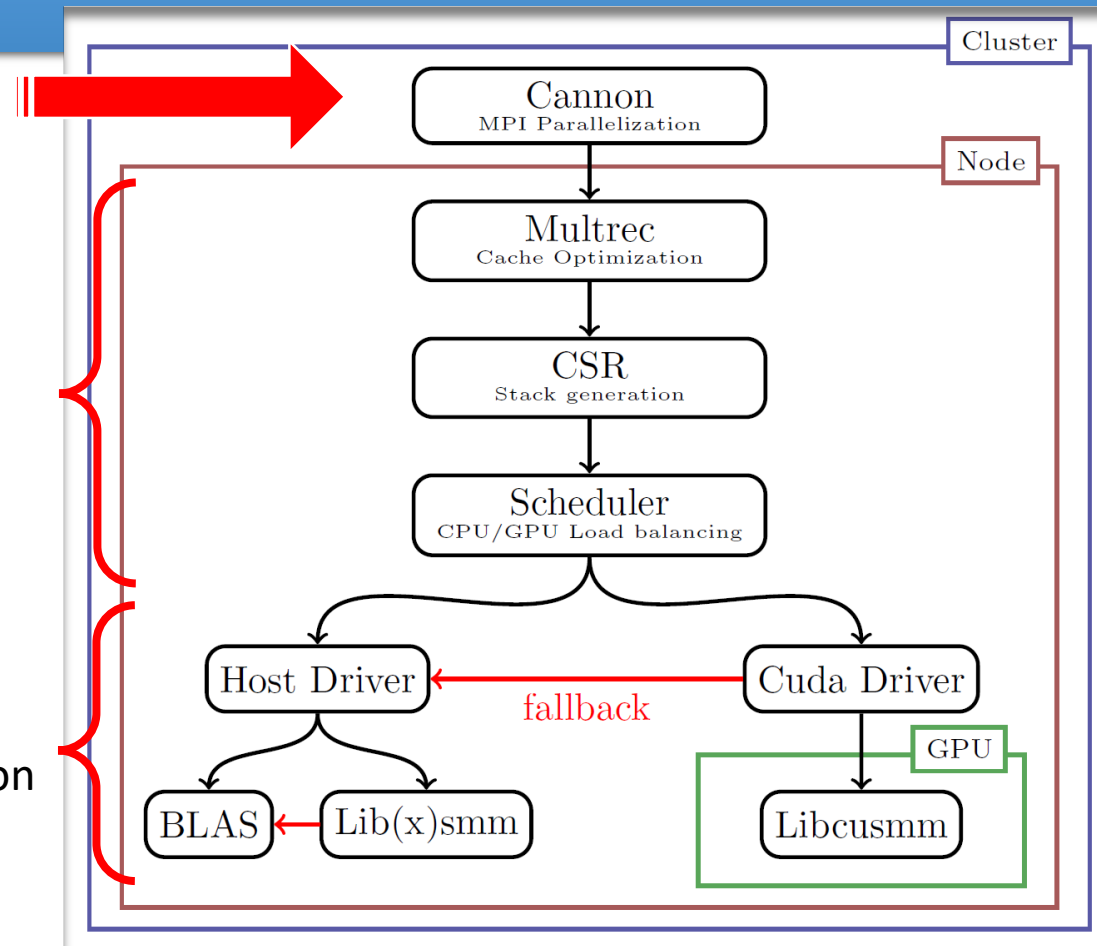 Cluster
Cannon
MPI Parallelization
Node
Multrec
Cache Optimization
CSR
Stack generation
Scheduler
CPU/GPU Load balancing
Host Driver
fallback
Cuda Driver
GPU
on
BLAS
Lib(x)smm
Libcusmm